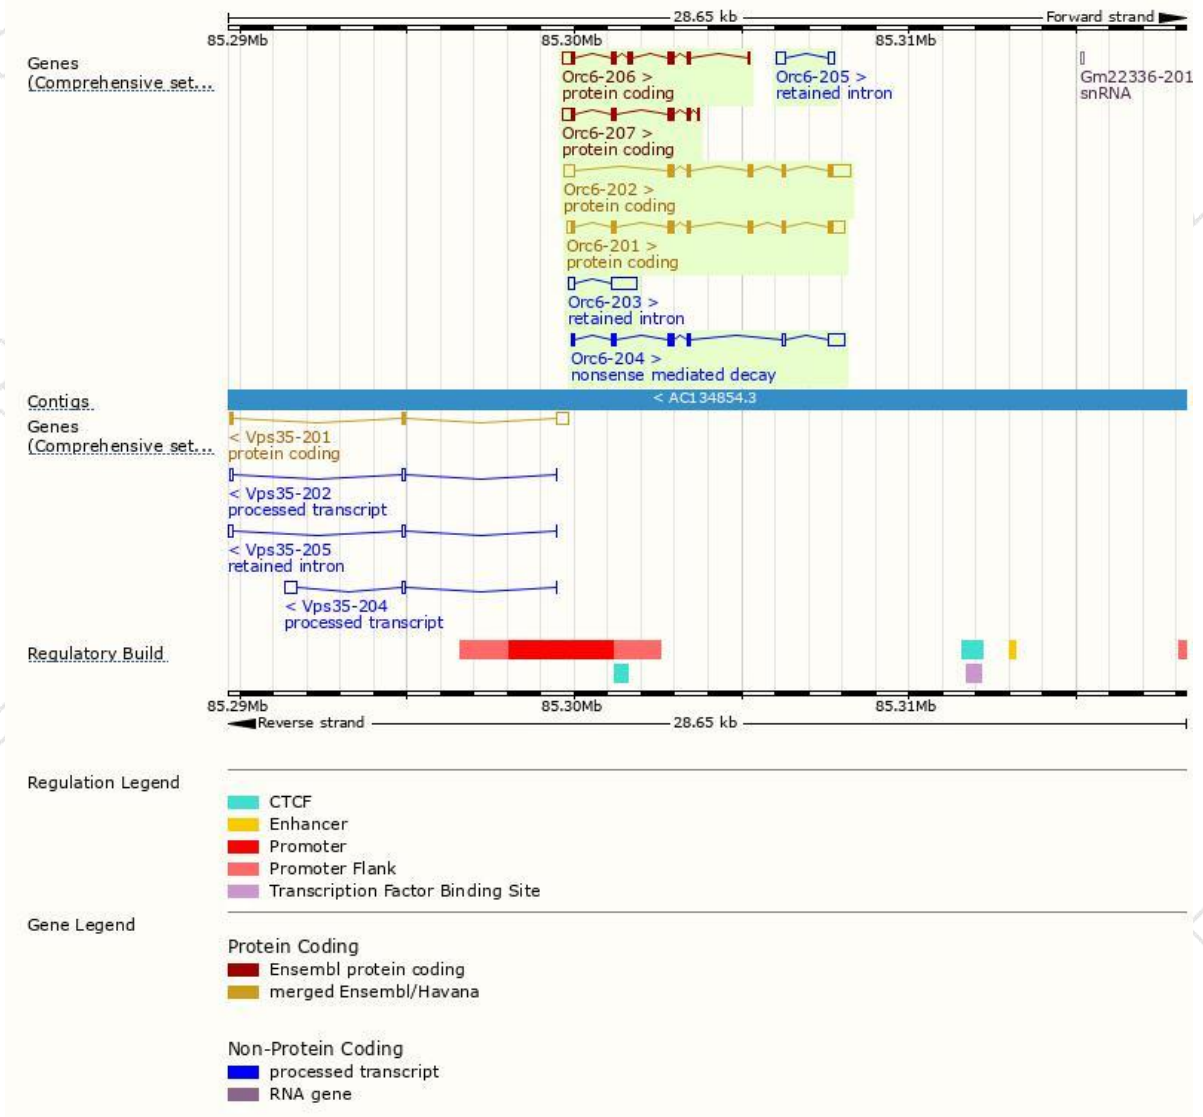 28.65 kb Forward strand
85.29Mb 85.30Mb 85.31Mb
Genes
(Comprehensive set...
Orc6-206 > Orc6-205 > Gm22336-201
protein coding retained intron snRNA
Orc6-207 >
protein coding
Orc6-202 >
protein coding
Orc6-201 >
protein coding
Orc6-203 >
retained intron
Orc6-204 >
nonsense mediated decay
Contigs < AC134854.3
Genes
(Comprehensive set...
< Vps35-201
protein coding
< Vps35-202
processed transcript
< Vps35-205
retained intron
< Vps35-204
processed transcript
Regulatory Build
85.29Mb 85.30Mb 85.31Mb
Reverse strand 28.65 kb
Regulation Legend
CTCF
Enhancer
Promoter
Promoter Flank
Transcription Factor Binding Site
Gene Legend
Protein Coding
Ensembl protein coding
merged Ensembl/Havana
Non-Protein Coding
processed transcript
RNA gene